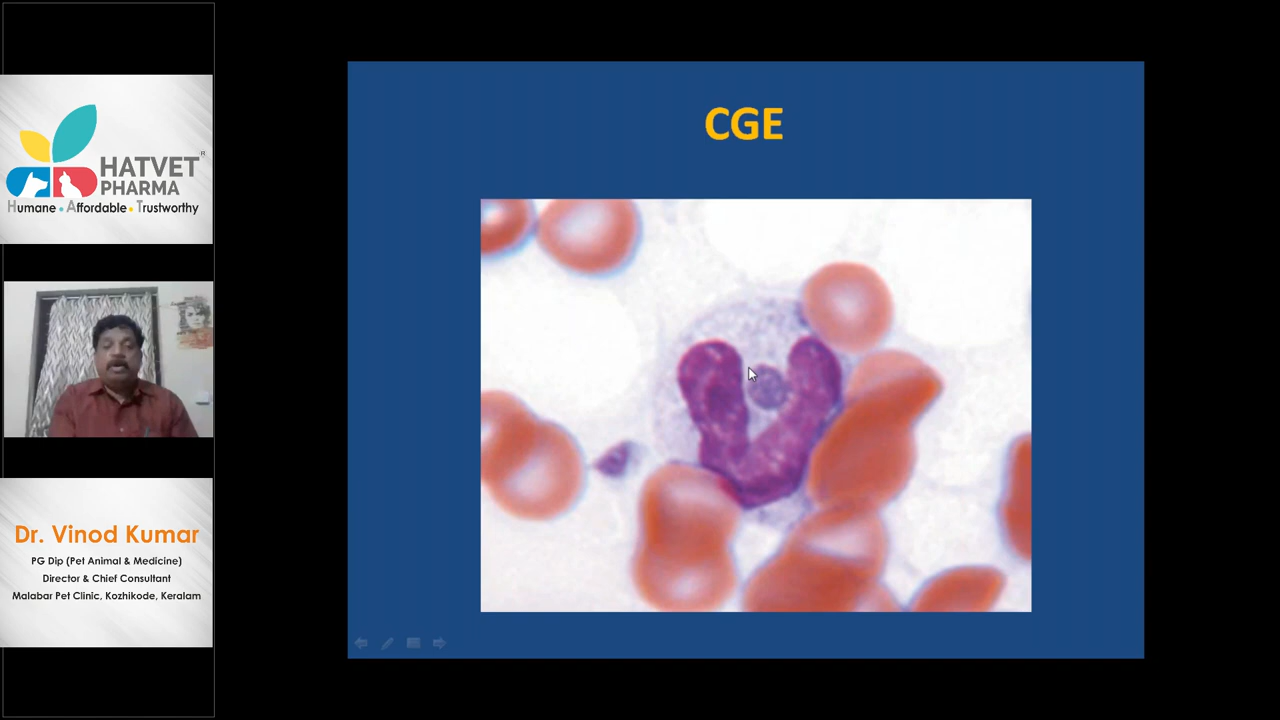 HATVET®
PHARMA
Humane • Affordable • Trustworthy
Dr. Vinod Kumar
PG Dip (Pet Animal & Medicine)
Director & Chief Consultant
Malabar Pet Clinic, Kozhikode, Keralam
CGE